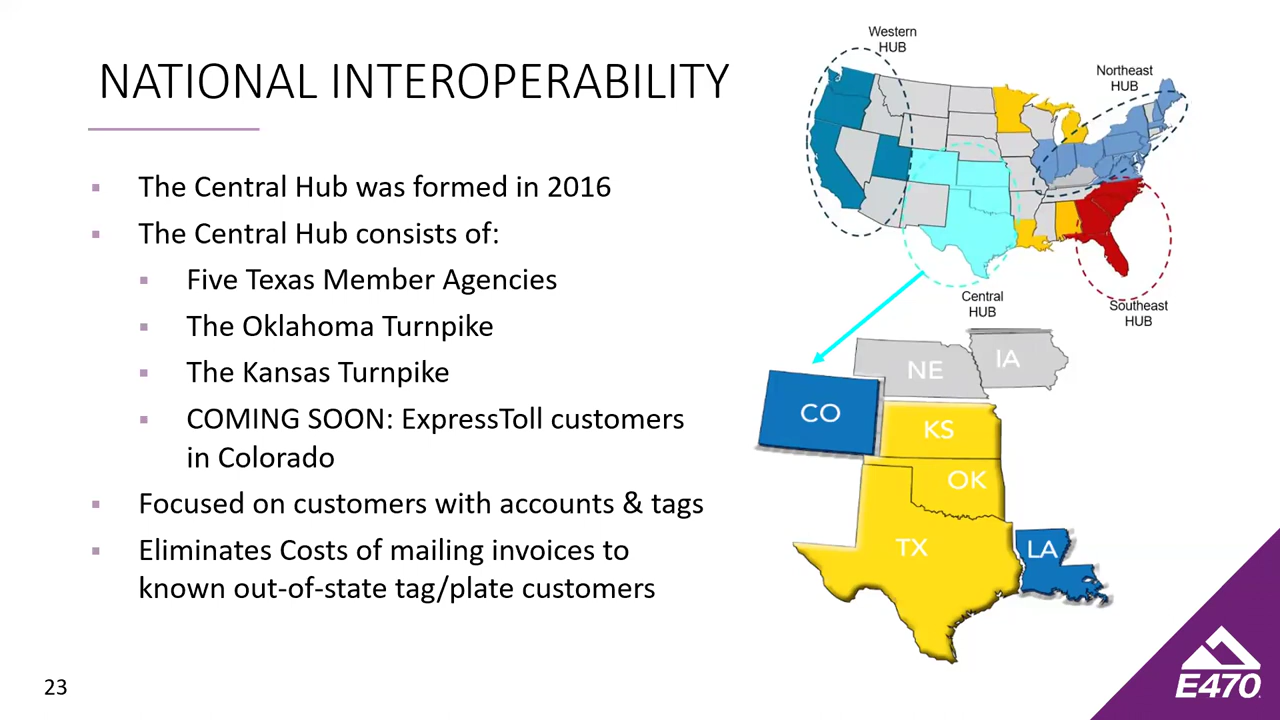 NATIONAL INTEROPERABILITY
▪ The Central Hub was formed in 2016
▪ The Central Hub consists of:
▪ Five Texas Member Agencies
▪ The Oklahoma Turnpike
▪ The Kansas Turnpike
▪ COMING SOON: ExpressToll customers
in Colorado
▪ Focused on customers with accounts & tags
▪ Eliminates Costs of mailing invoices to
known out-of-state tag/plate customers
23
Western
HUB
Northeast
HUB
Central
HUB
Southeast
HUB
NE
IA
CO
KS
OK
TX
LA
E470